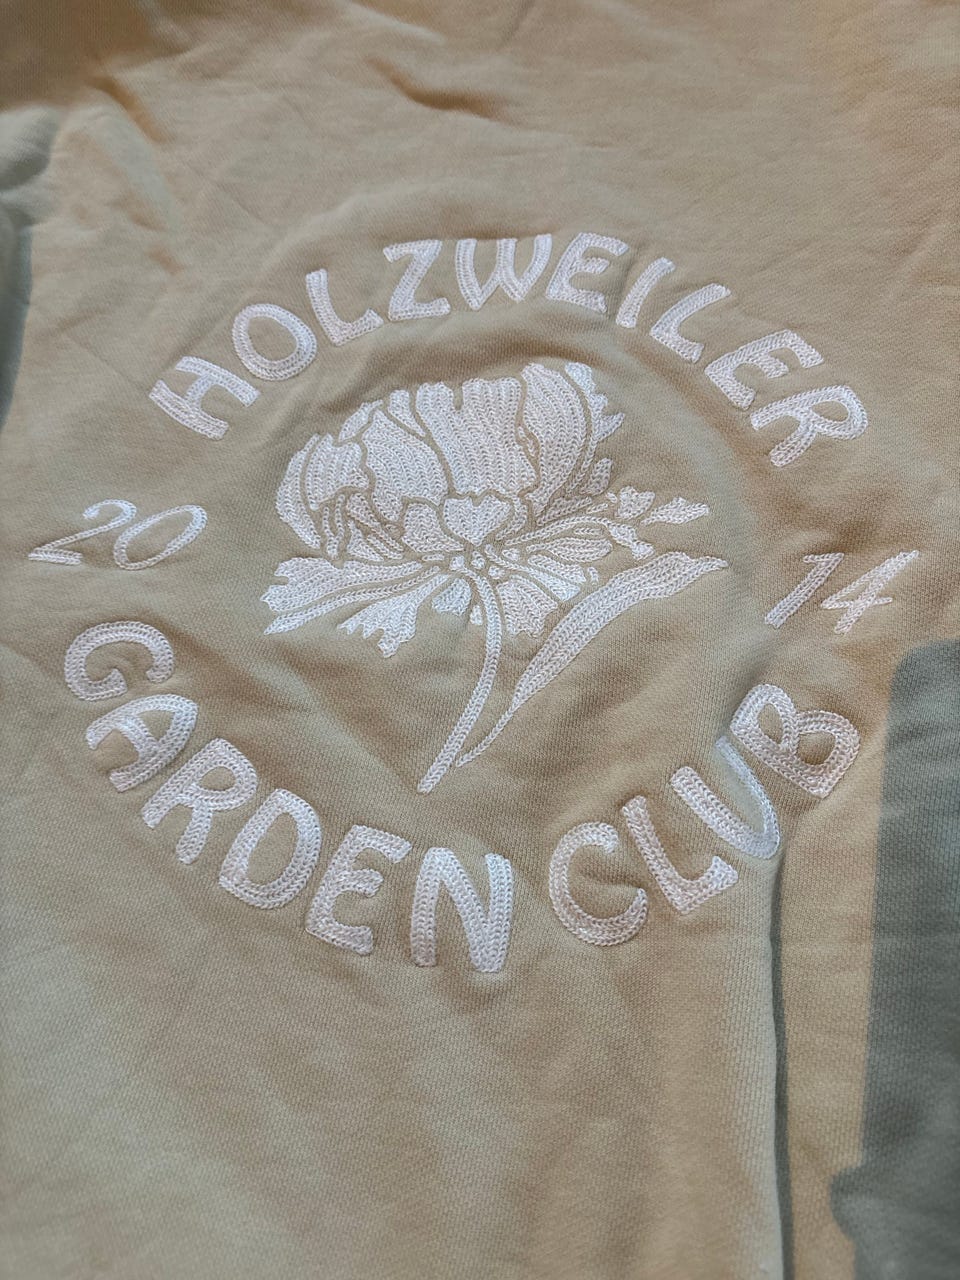 HOLZWEILER
20 14
GARDEN CLUB